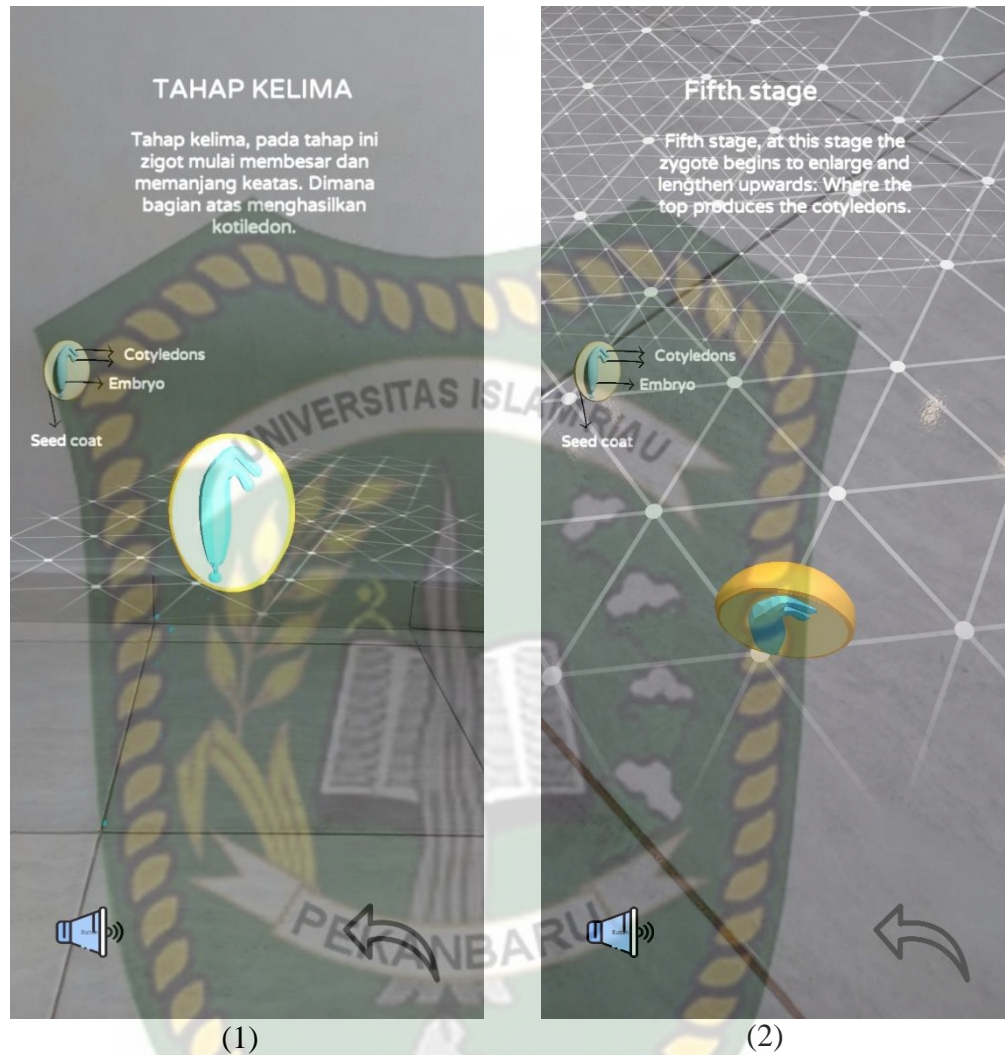 TAHAP KELIMA
Tahap kelima, pada tahap ini
zigot mulai membesar dan
memanjang keatas. Dimana
bagian atas menghasilkan
kotiledon.
Cotyledons
Embryo
Seed coat
(1)
Fifth stage
Fifth stage, at this stage the
zygote begins to enlarge and
lengthen upwards: Where the
top produces the cotyledons.
Cotyledons
Embryo
Seed coat
(2)
UNIVERSITAS ISLAM RIAU
PEKANBARU